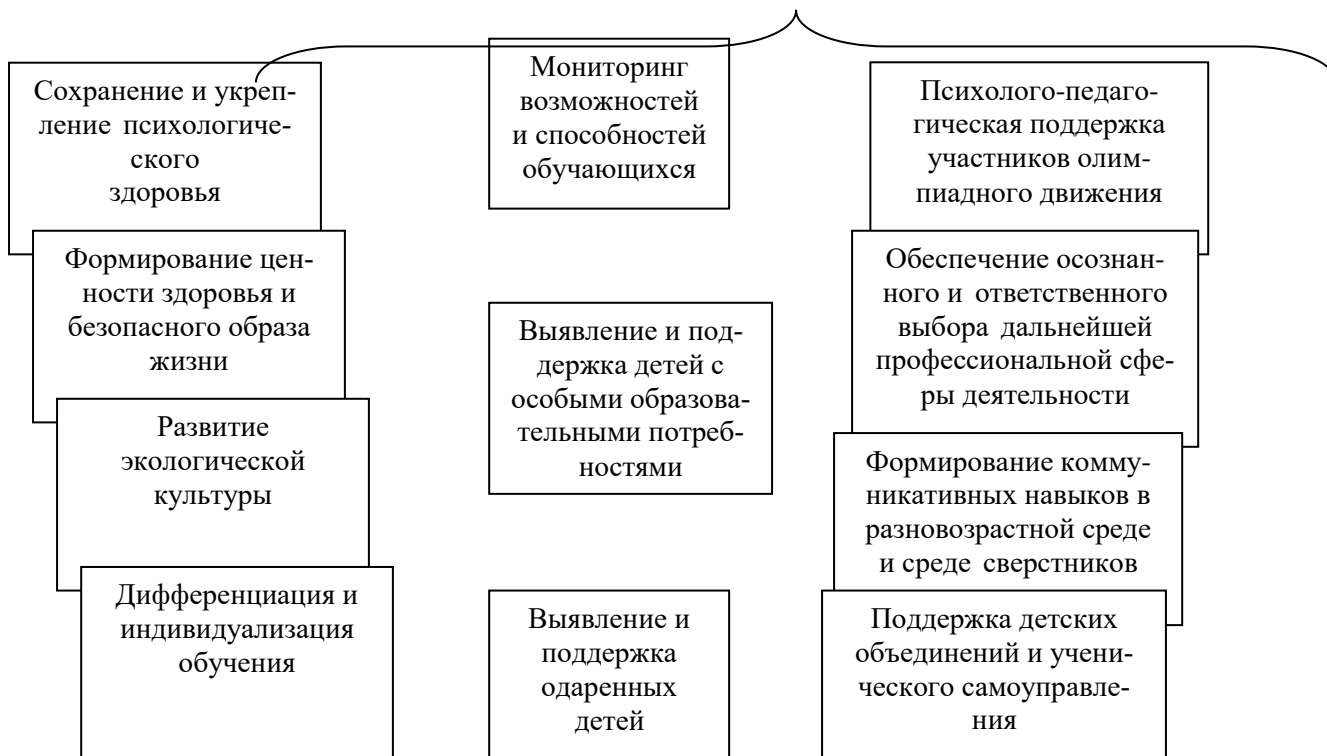 Сохранение и укреп-
ление психологиче-
ского
здоровья
Формирование цен-
ности здоровья и
безопасного образа
жизни
Развитие
экологической
культуры
Дифференциация и
индивидуализация
обучения
Мониторинг
возможностей
и способностей
обучающихся
Выявление и под-
держка детей с
особыми образова-
тельными потреб-
ностями
Выявление и
поддержка
одаренных
детей
Психолого-педаго-
гическая поддержка
участников олим-
пиадного движения
Обеспечение осознан-
ного и ответственного
выбора дальнейшей
профессиональной сфе-
ры деятельности
Формирование комму-
никативных навыков в
разновозрастной среде
и среде сверстников
Поддержка детских
объединений и учени-
ческого самоуправле-
ния